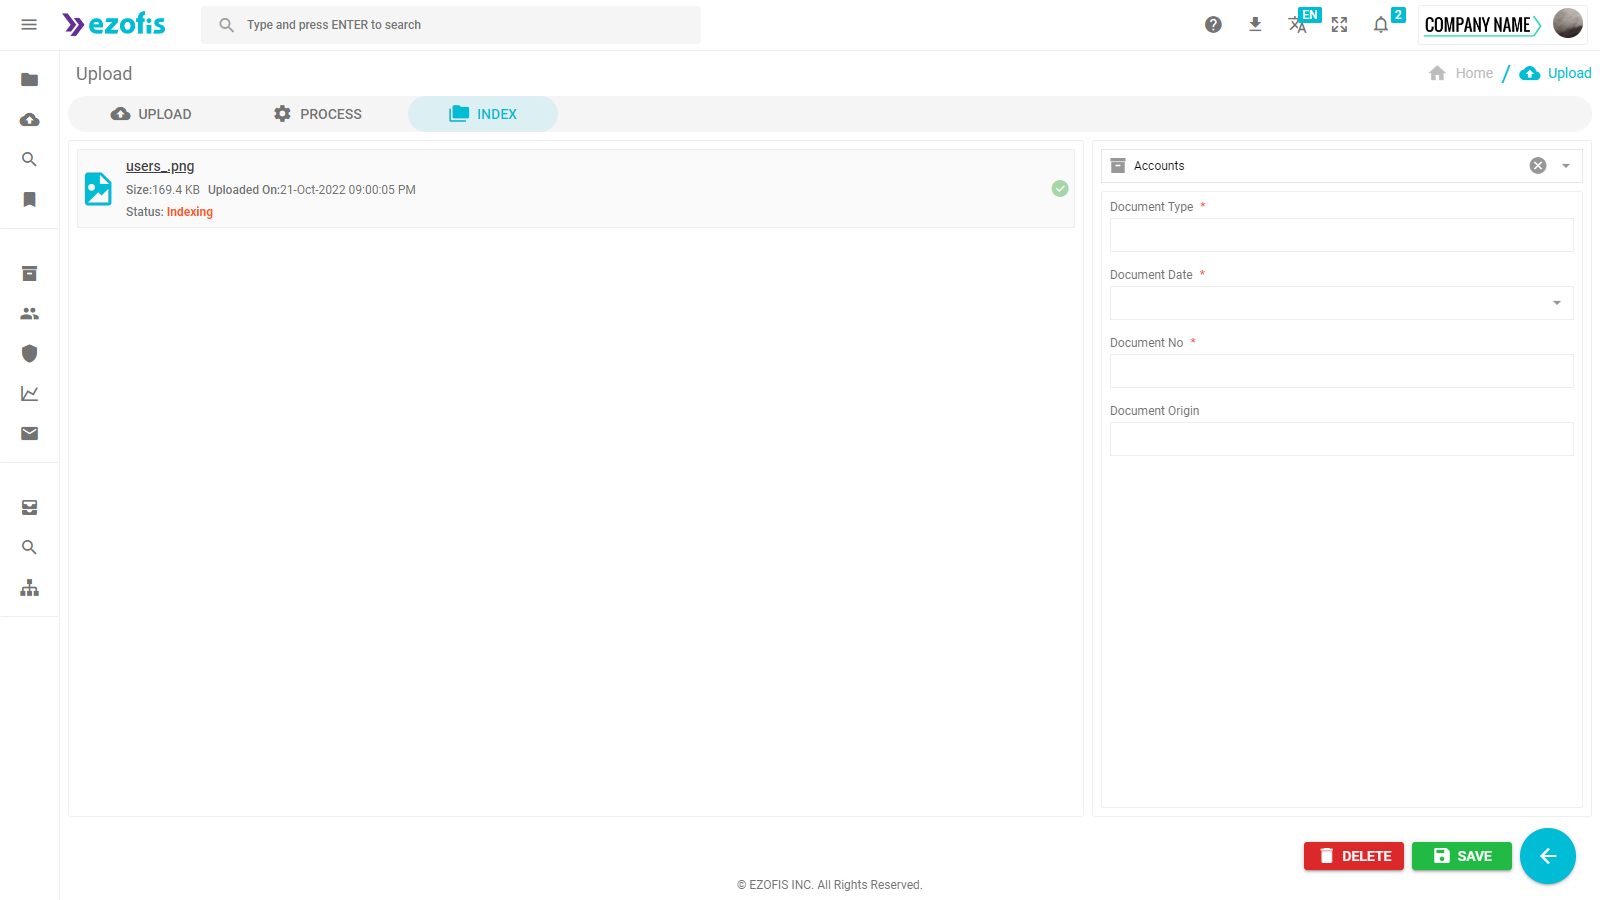 ezofis
Type and press ENTER to search
EN
2
COMPANY NAME
Upload
Home / Upload
UPLOAD
PROCESS
INDEX
users_.png
Size:169.4 KB Uploaded On:21-Oct-2022 09:00:05 PM
Status: Indexing
Accounts
Document Type *
Document Date *
Document No *
Document Origin
DELETE
SAVE
© EZOFIS INC. All Rights Reserved.